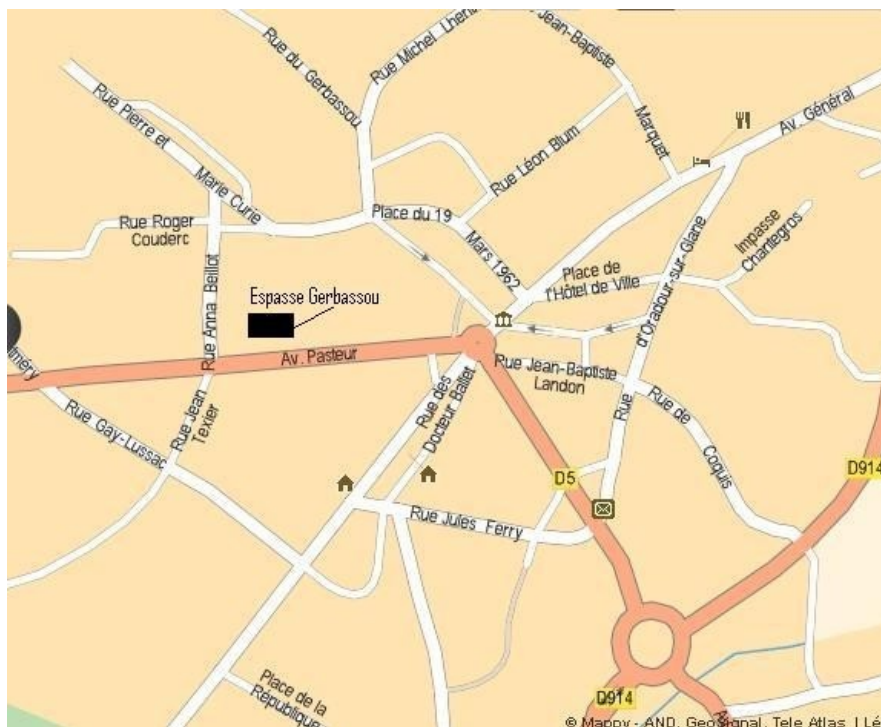 Rue du Gerbassou
Rue Michel
Jean-Baptiste
Marquet
Av. Général
Rue Pierre et
Marie Curie
Rue Léon Blum
Rue Roger
Couderc
Place du 19
Mars 1962
Place de
l'Hôtel de Ville
Impasse
Chantegros
Rue d'Oradour-sur-Glane
Rue Anna Beillot
Espasse Gerbassou
Av. Pasteur
Rue Jean-Baptiste
Landon
Rue des
Docteur Ballet
Rue Jean
Texier
Rue Gay-Lussac
Rue de
Coquis
D5
D914
Rue Jules Ferry
Place de la
République
D914
© Mappy - AND, GeoSignal, Tele Atlas